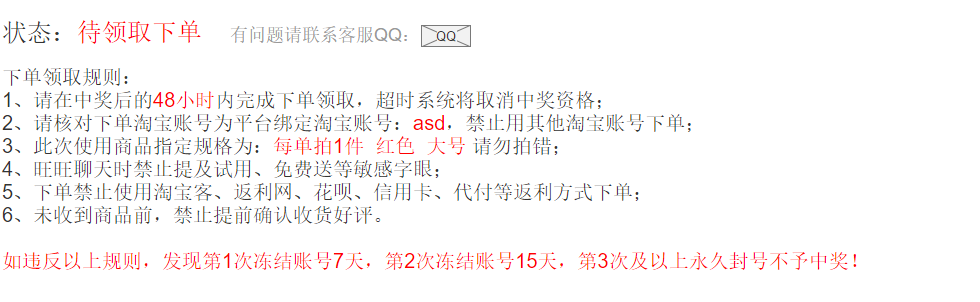 状态：待领取下单 有问题请联系客服QQ： QQ
下单领取规则：
1、请在中奖后的48小时内完成下单领取，超时系统将取消中奖资格；
2、请核对下单淘宝账号为平台绑定淘宝账号：asd，禁止用其他淘宝账号下单；
3、此次使用商品指定规格为：每单拍1件 红色 大号 请勿拍错；
4、旺旺聊天时禁止提及试用、免费送等敏感字眼；
5、下单禁止使用淘宝客、返利网、花呗、信用卡、代付等返利方式下单；
6、未收到商品前，禁止提前确认收货好评。
如违反以上规则，发现第1次冻结账号7天，第2次冻结账号15天，第3次及以上永久封号不予中奖！